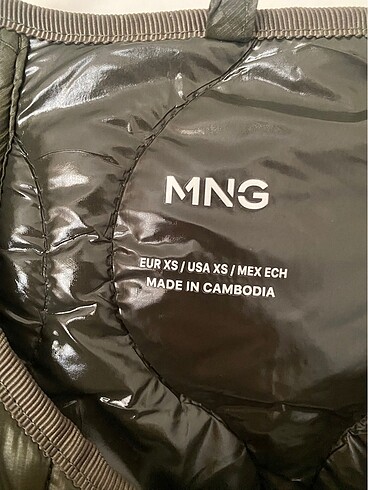 MNG
EUR XS / USA XS / MEX ECH
MADE IN CAMBODIA